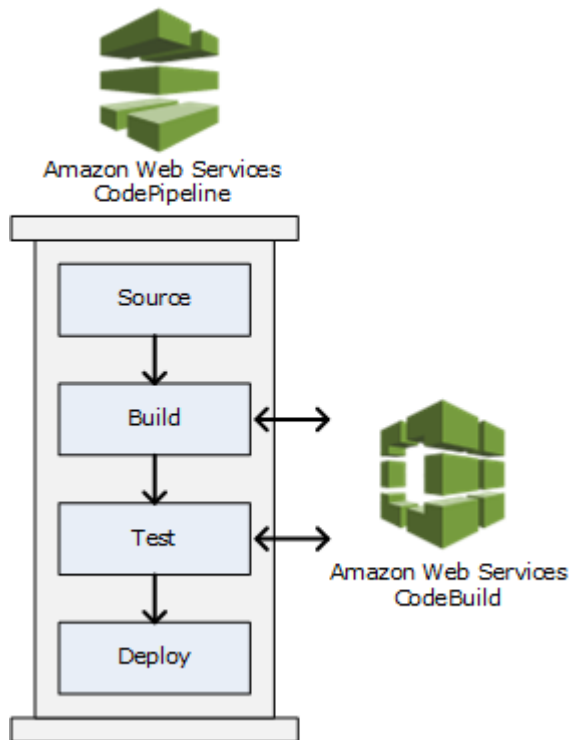 Amazon Web Services
CodePipeline
Source
Build
Test
Amazon Web Services
CodeBuild
Deploy